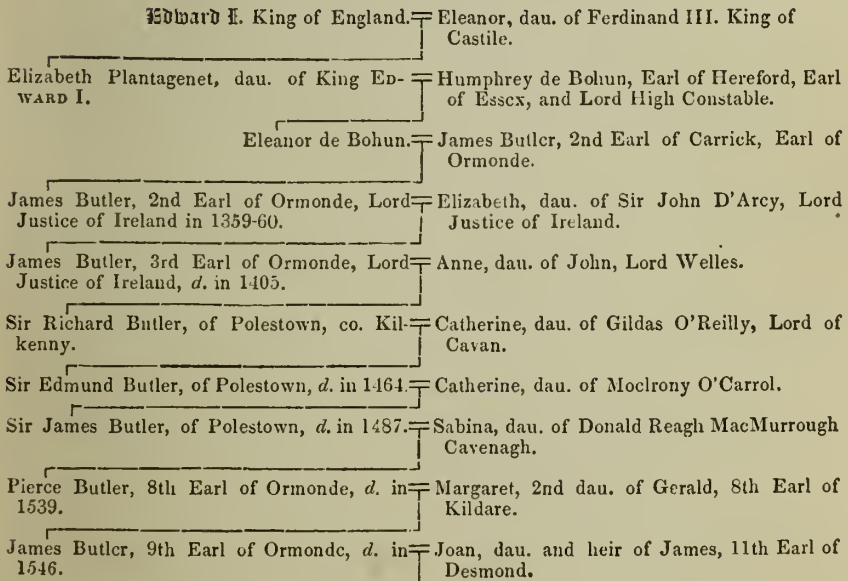 Edward I. King of England. Eleanor, dau. of Ferdinand III. King of
Castile.
Elizabeth Plantagenet, dau. of King ED-
WARD I.
Humphrey de Bohun, Earl of Hereford, Earl
of Essex, and Lord High Constable.
Eleanor de Bohun. James Butler, 2nd Earl of Carrick, Earl of
Ormonde.
James Butler, 2nd Earl of Ormonde, Lord
Justice of Ireland in 1359-60.
Elizabeth, dau. of Sir John D'Arcy, Lord
Justice of Ireland.
James Butler, 3rd Earl of Ormonde, Lord
Justice of Ireland, d. in 1405.
Anne, dau. of John, Lord Welles.
Sir Richard Butler, of Polestown, co. Kil-
kenny.
Catherine, dau. of Gildas O'Reilly, Lord of
Cavan.
Sir Edmund Butler, of Polestown, d. in 1464. Catherine, dau. of Moclrony O'Carrol.
Sir James Butler, of Polestown, d. in 1487. Sabina, dau. of Donald Reagh MacMurrough
Cavenagh.
Pierce Butler, 8th Earl of Ormonde, d. in
1539.
Margaret, 2nd dau. of Gerald, 8th Earl of
Kildare.
James Butler, 9th Earl of Ormonde, d. in
1546.
Joan, dau. and heir of James, 11th Earl of
Desmond.